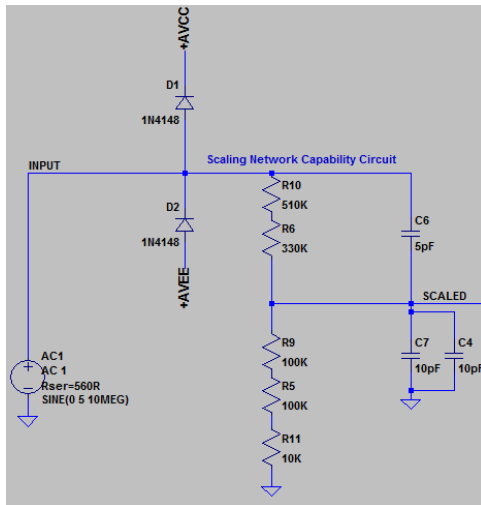 +AVCC
D1
1N4148
INPUT
Scaling Network Capability Circuit
R10
510K
D2
1N4148
R6
330K
C6
5pF
+AVEE
SCALED
R9
100K
C7
10pF
C4
10pF
AC1
AC 1
Rser=560R
SINE(0 5 10MEG)
R5
100K
R11
10K